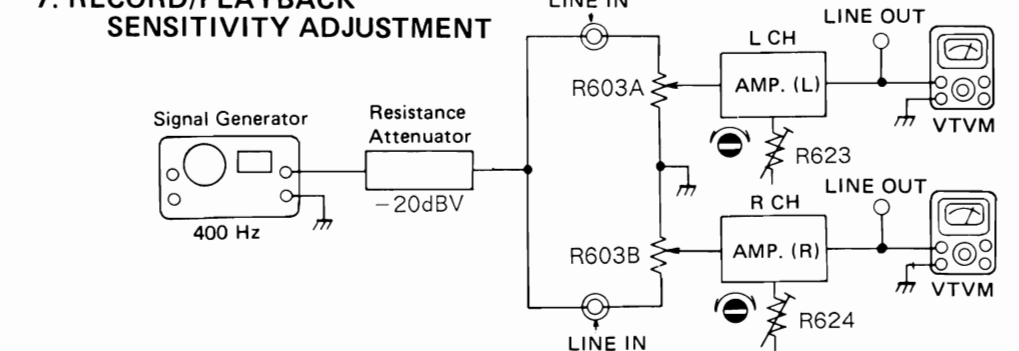 7. RECORD/PLAYBACK
SENSITIVITY ADJUSTMENT
LINE IN
LINE OUT
L CH
R603A
AMP. (L)
VTVM
Signal Generator
Resistance
Attenuator
R623
−20dBV
400 Hz
LINE OUT
R CH
R603B
AMP. (R)
VTVM
R624
LINE IN